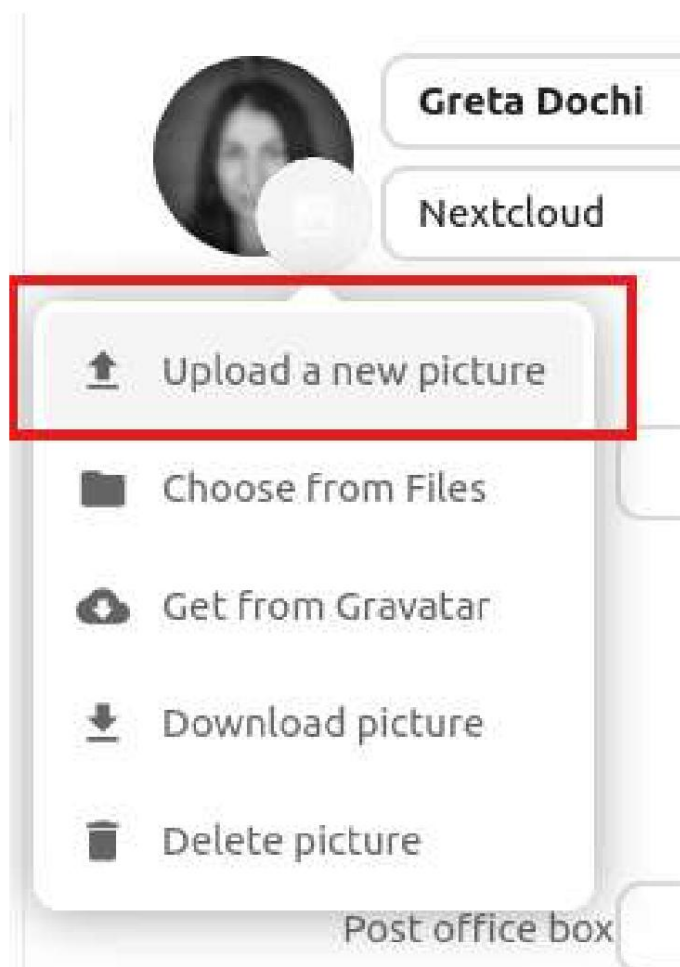 Greta Dochi
Nextcloud
Upload a new picture
Choose from Files
Get from Gravatar
Download picture
Delete picture
Post office box